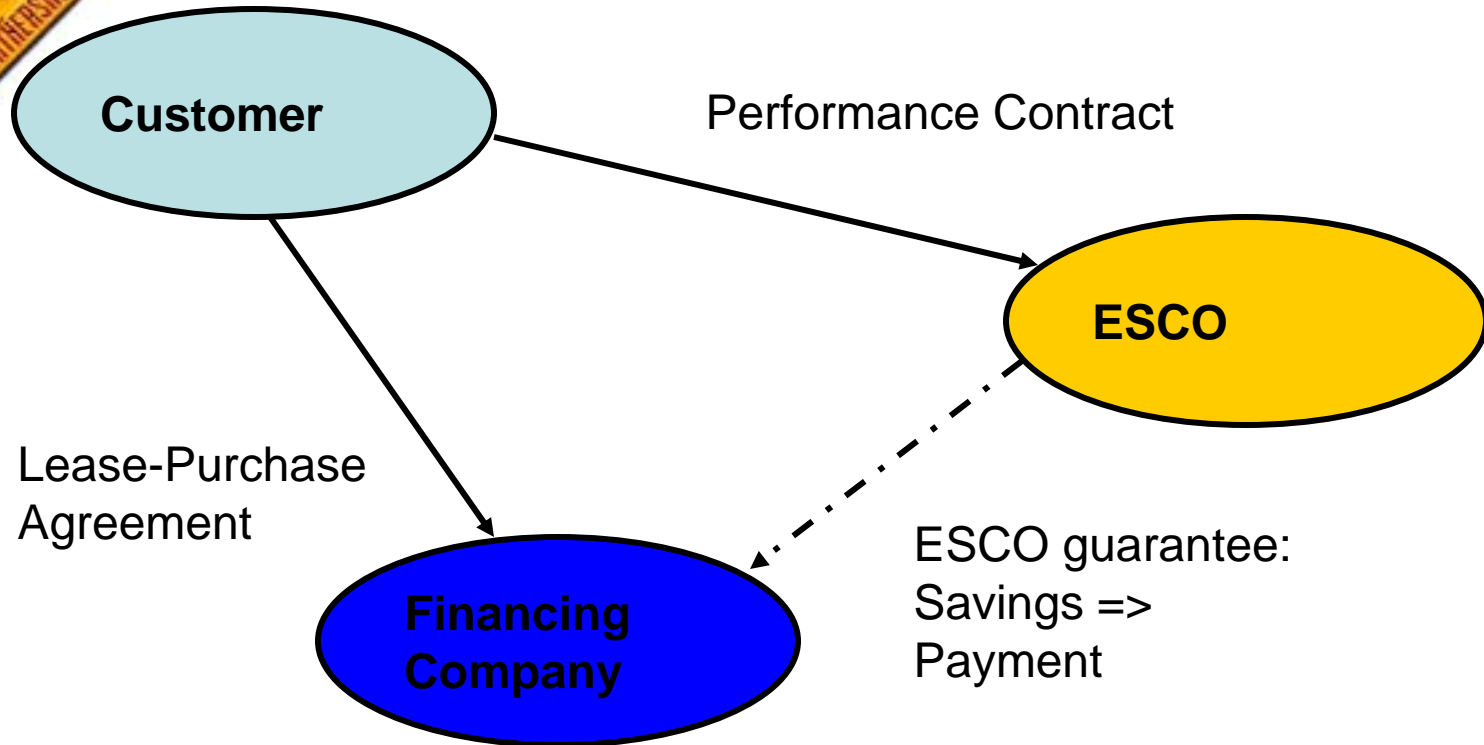 Customer
Performance Contract
ESCO
Lease-Purchase
Agreement
Financing
Company
ESCO guarantee:
Savings =>
Payment